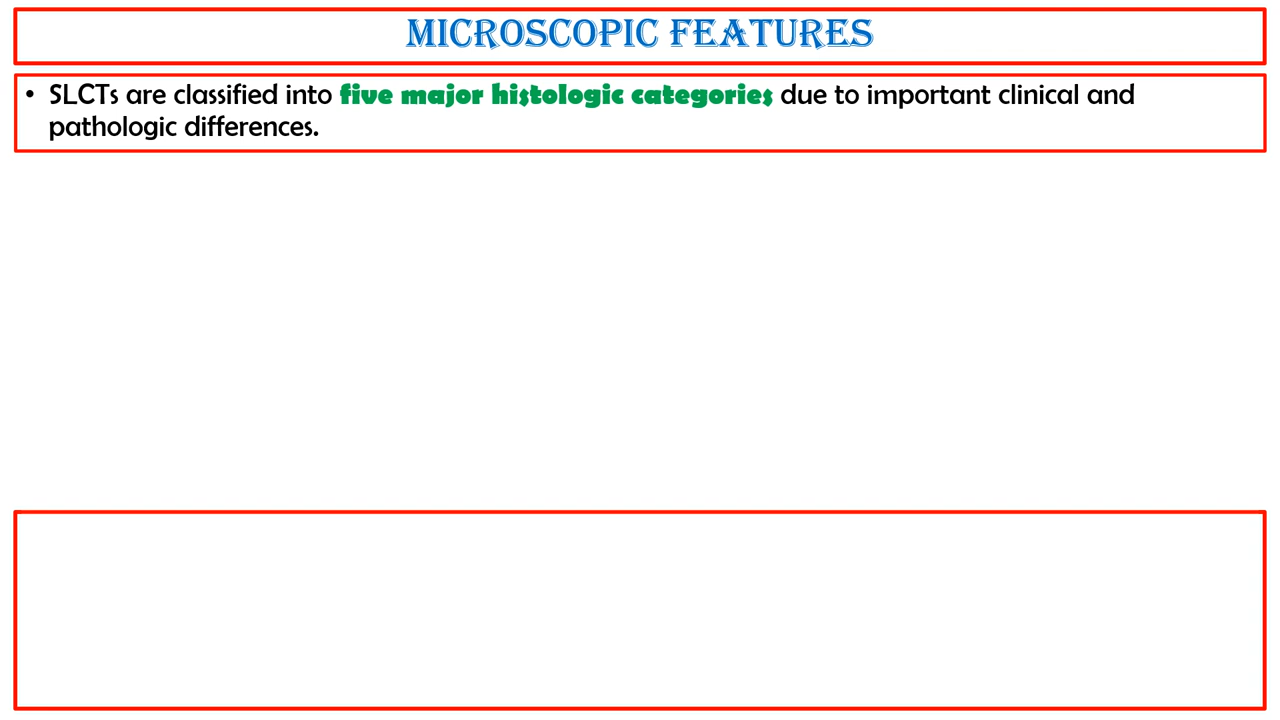 MICROSCOPIC FEATURES
• SLCTs are classified into five major histologic categories due to important clinical and
pathologic differences.